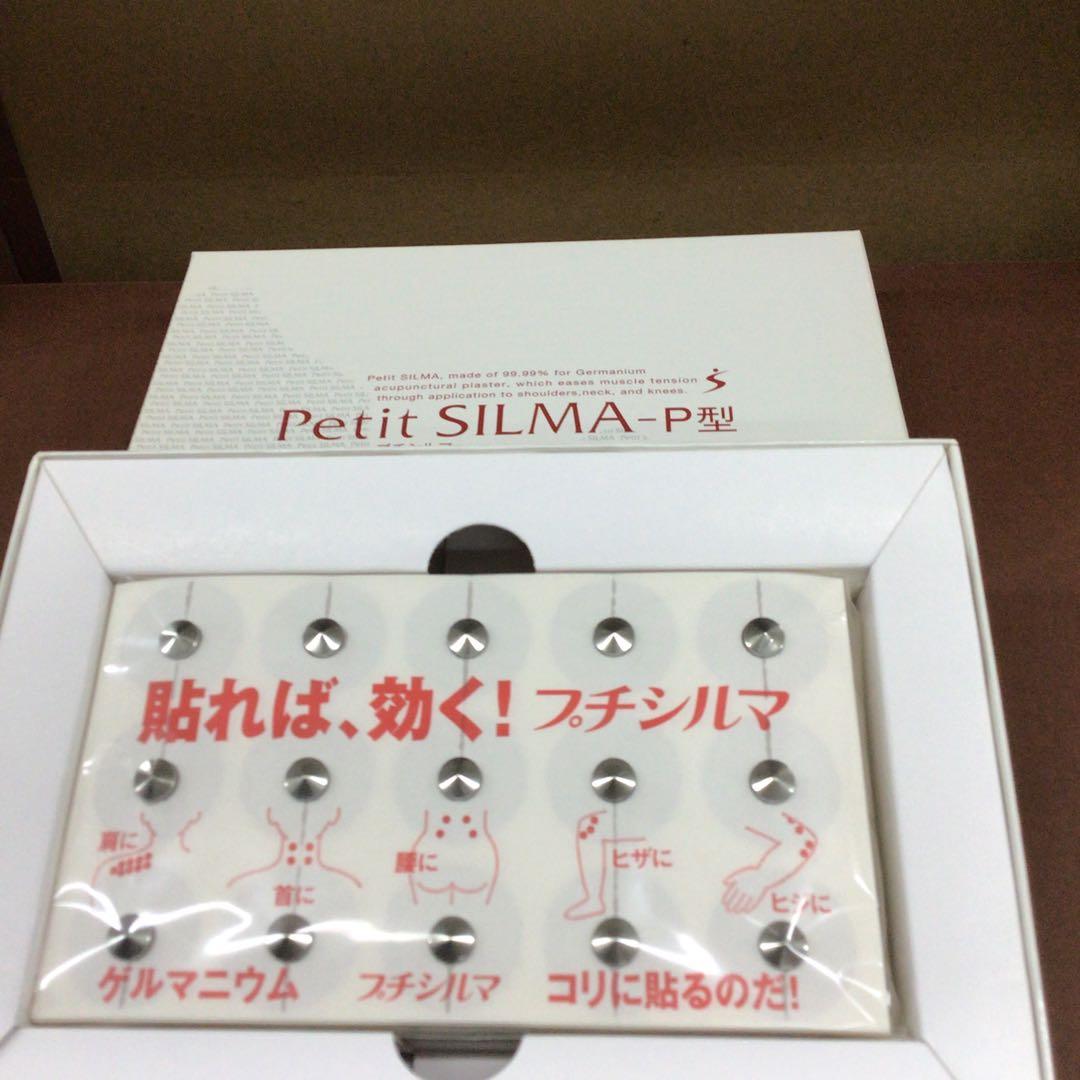 Petit SILMA, made of 99.99% for Germanium
acupunctural plaster, which eases muscle tension
through application to shoulders, neck, and knees.
Petit SILMA-P型
貼れば、効く! プチシルマ
肩に
首に
腰に
ヒザに
ヒジに
ゲルマニウム プチシルマ コリに貼るのだ!